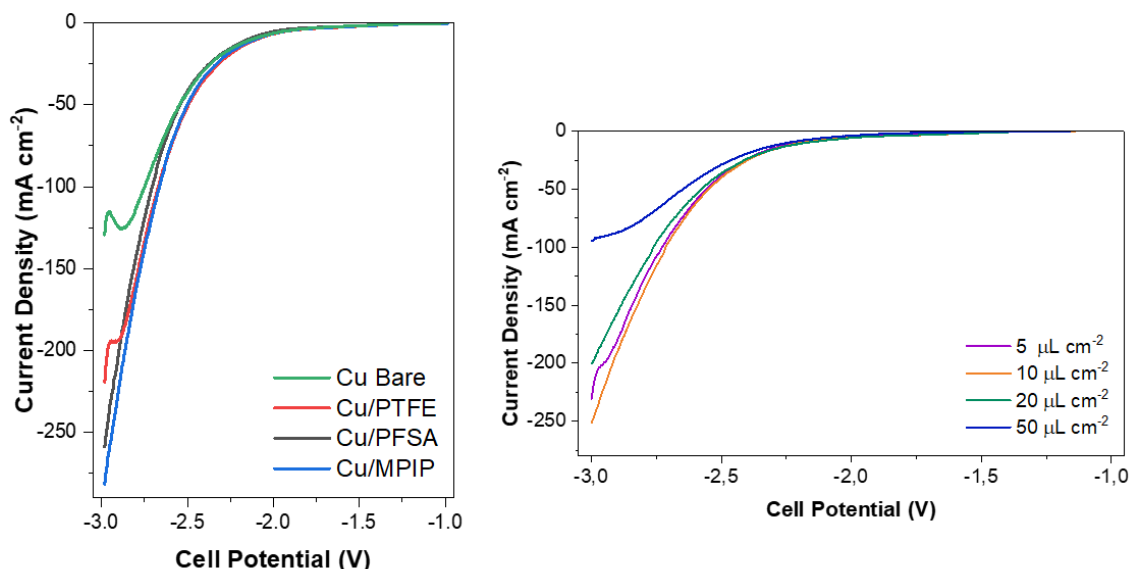 0
-50
-100
-150
-200
-250
Current Density (mA cm⁻²)
Cu Bare
Cu/PTFE
Cu/PFSA
Cu/MPIP
-3.0 -2.5 -2.0 -1.5 -1.0
Cell Potential (V)
0
-50
-100
-150
-200
-250
Current Density (mA cm⁻²)
5 μL cm⁻²
10 μL cm⁻²
20 μL cm⁻²
50 μL cm⁻²
-3,0 -2,5 -2,0 -1,5 -1,0
Cell Potential (V)